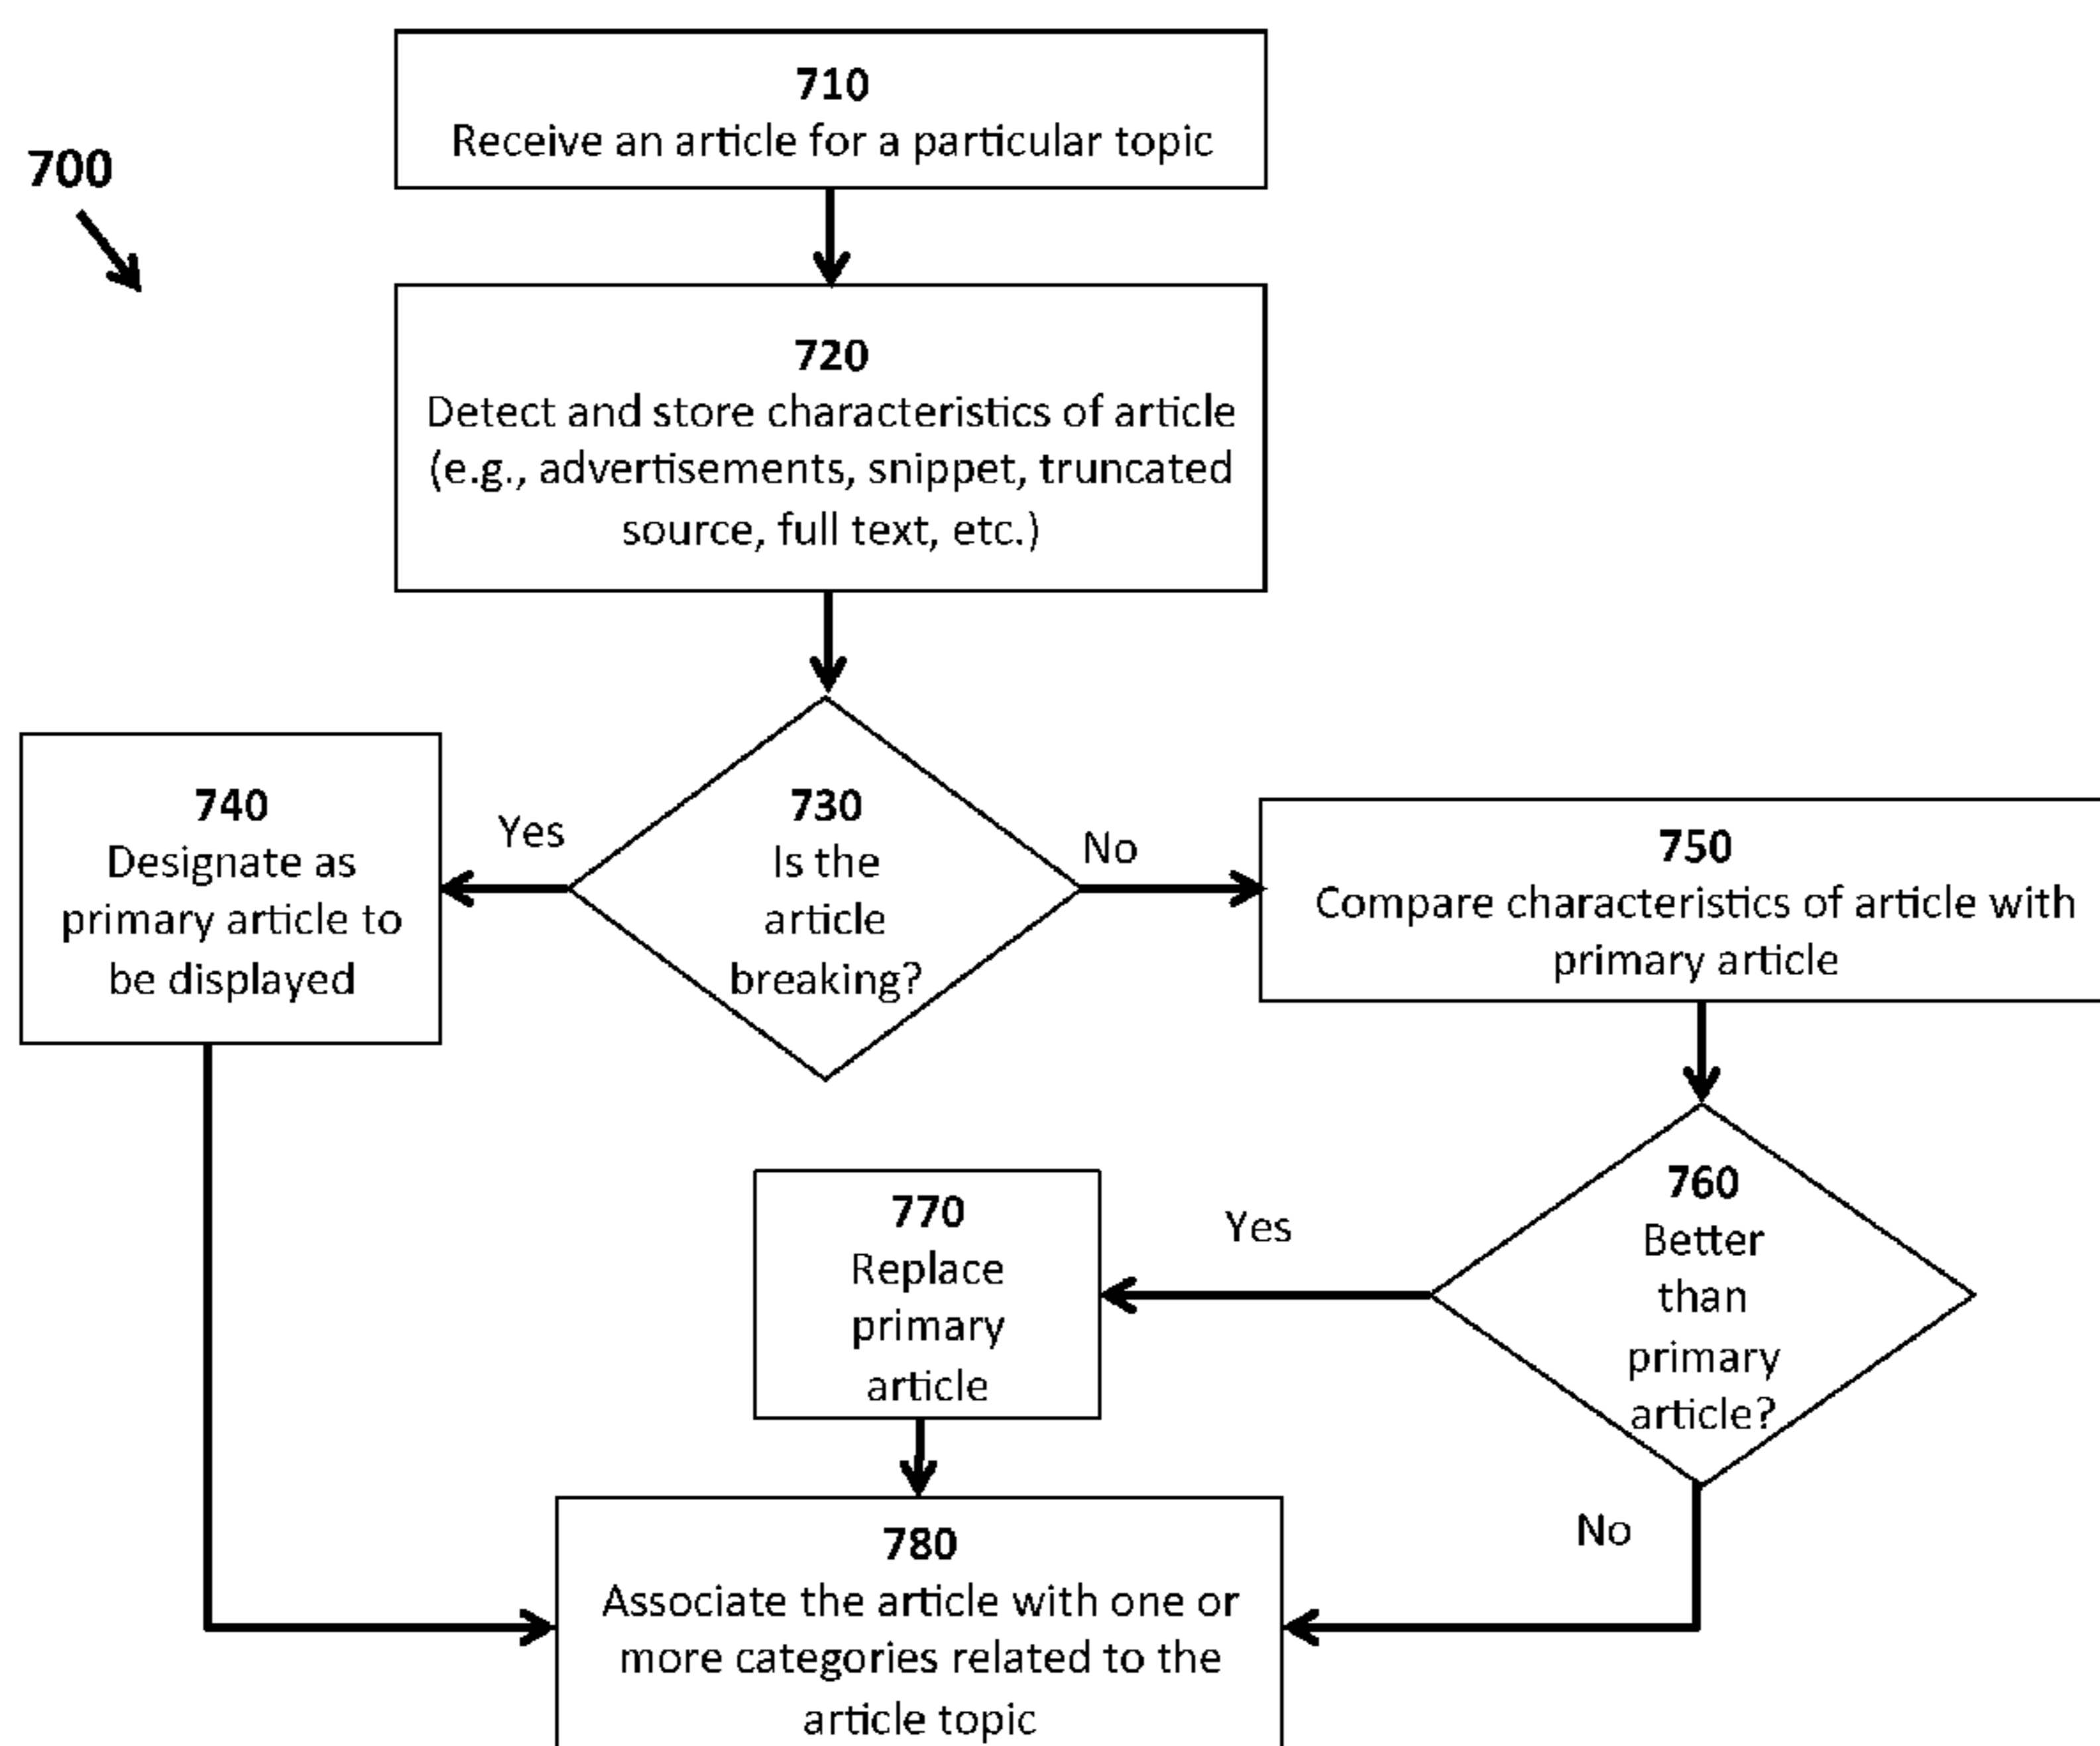 710
Receive an article for a particular topic
700
720
Detect and store characteristics of article
(e.g., advertisements, snippet, truncated
source, full text, etc.)
740
Designate as
primary article to
be displayed
Yes
730
Is the
article
breaking?
No
750
Compare characteristics of article with
primary article
760
Better
than
primary
article?
Yes
770
Replace
primary
article
No
780
Associate the article with one or
more categories related to the
article topic